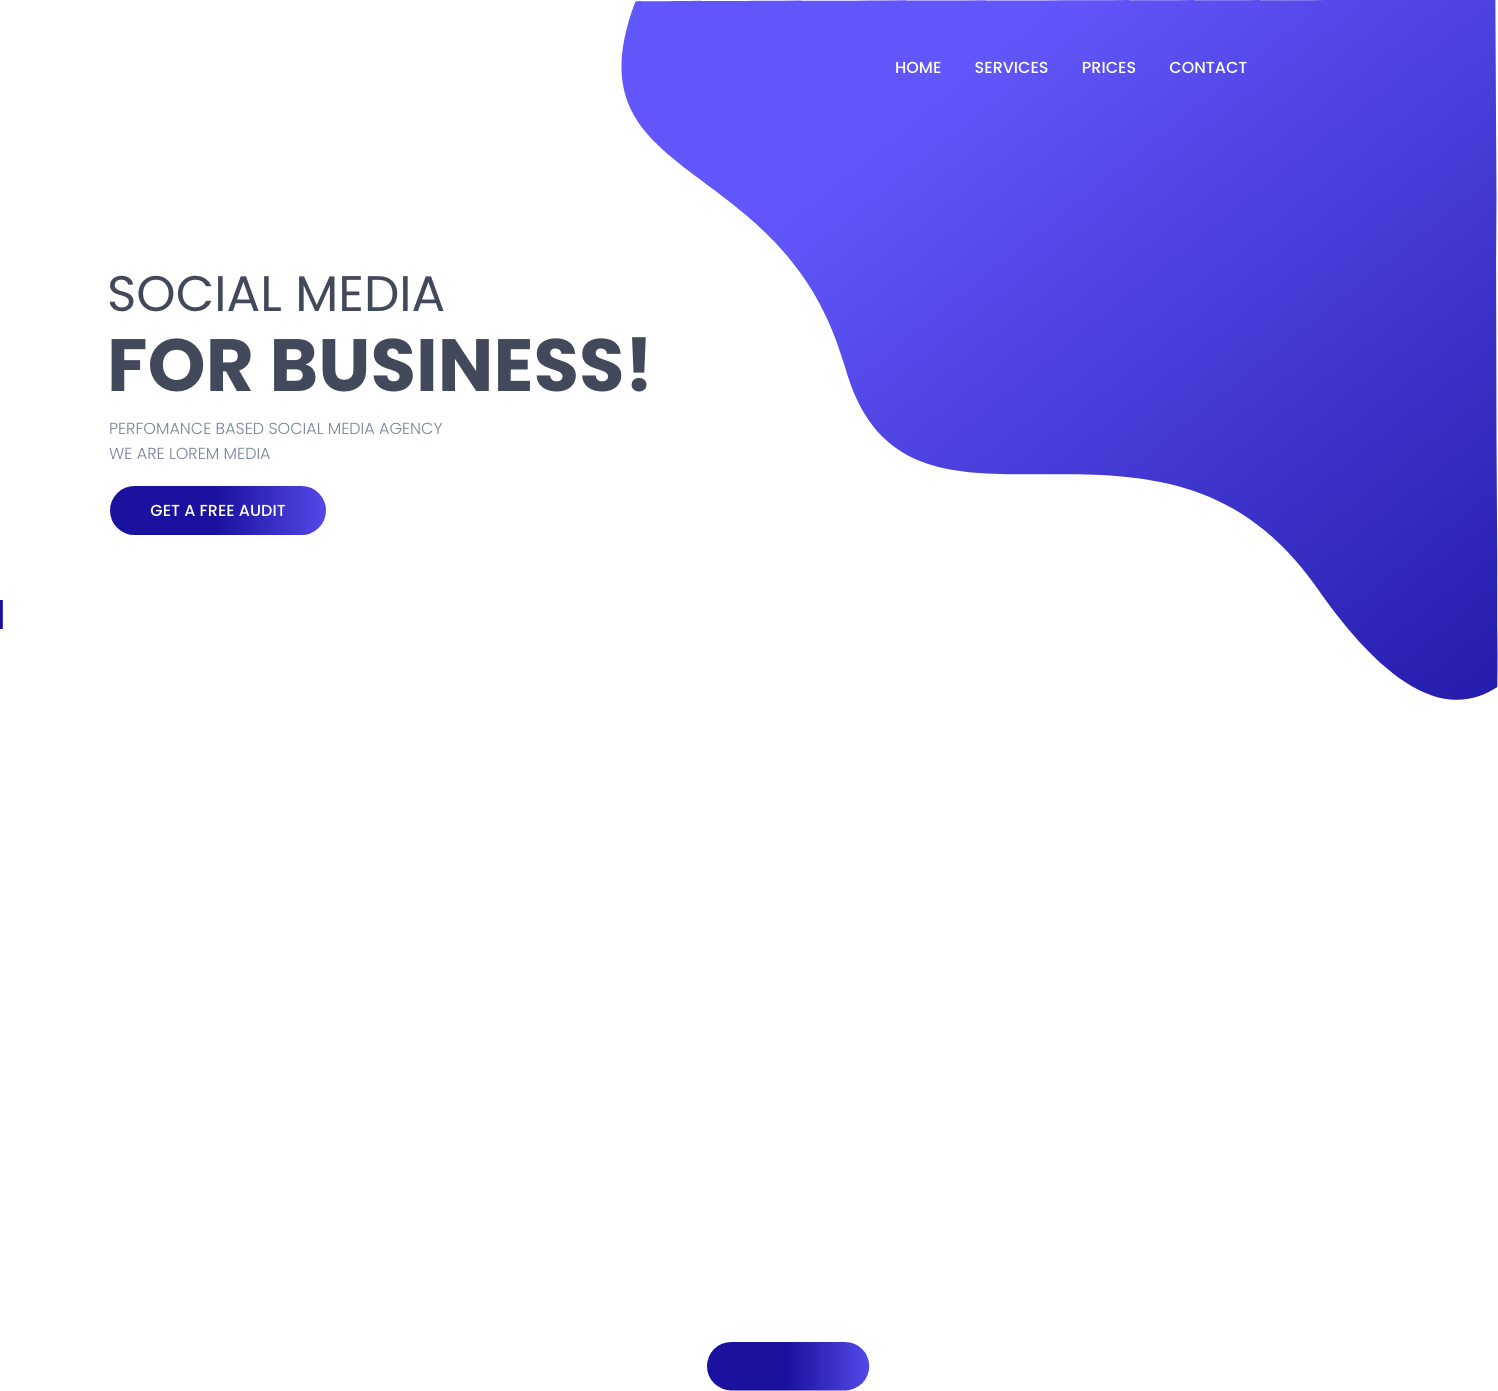 HOME SERVICES PRICES CONTACT
SOCIAL MEDIA
FOR BUSINESS!
PERFOMANCE BASED SOCIAL MEDIA AGENCY
WE ARE LOREM MEDIA
GET A FREE AUDIT